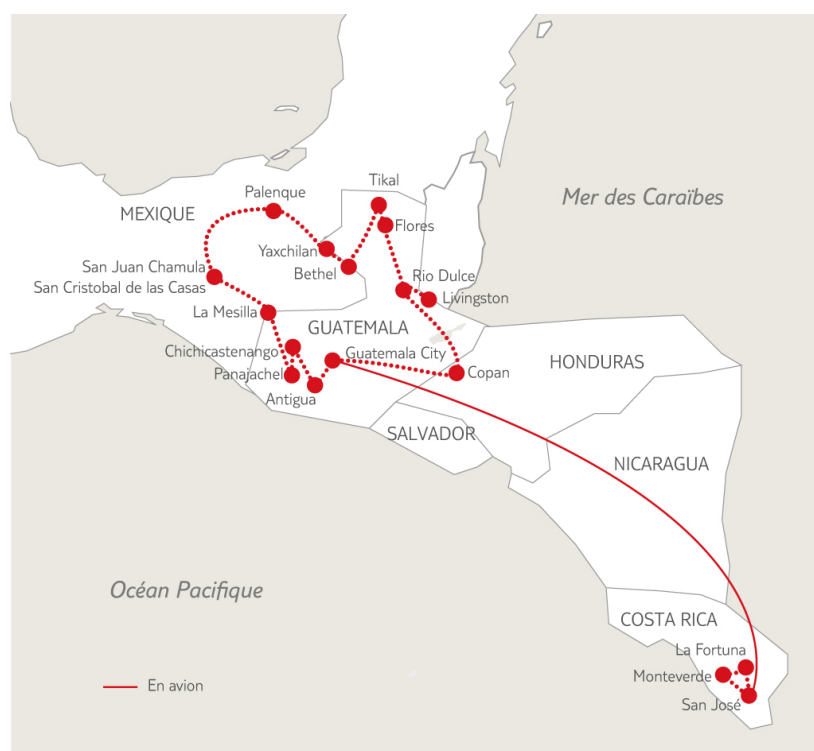 Tikal
Palenque
Mer des Caraïbes
MEXIQUE
Flores
Yaxchilan
San Juan Chamula
Bethel
Rio Dulce
San Cristobal de las Casas
Livingston
La Mesilla
GUATEMALA
Chichicastenango
Guatemala City
HONDURAS
Panajachel
Copan
Antigua
SALVADOR
NICARAGUA
Océan Pacifique
COSTA RICA
La Fortuna
Monteverde
En avion
San José